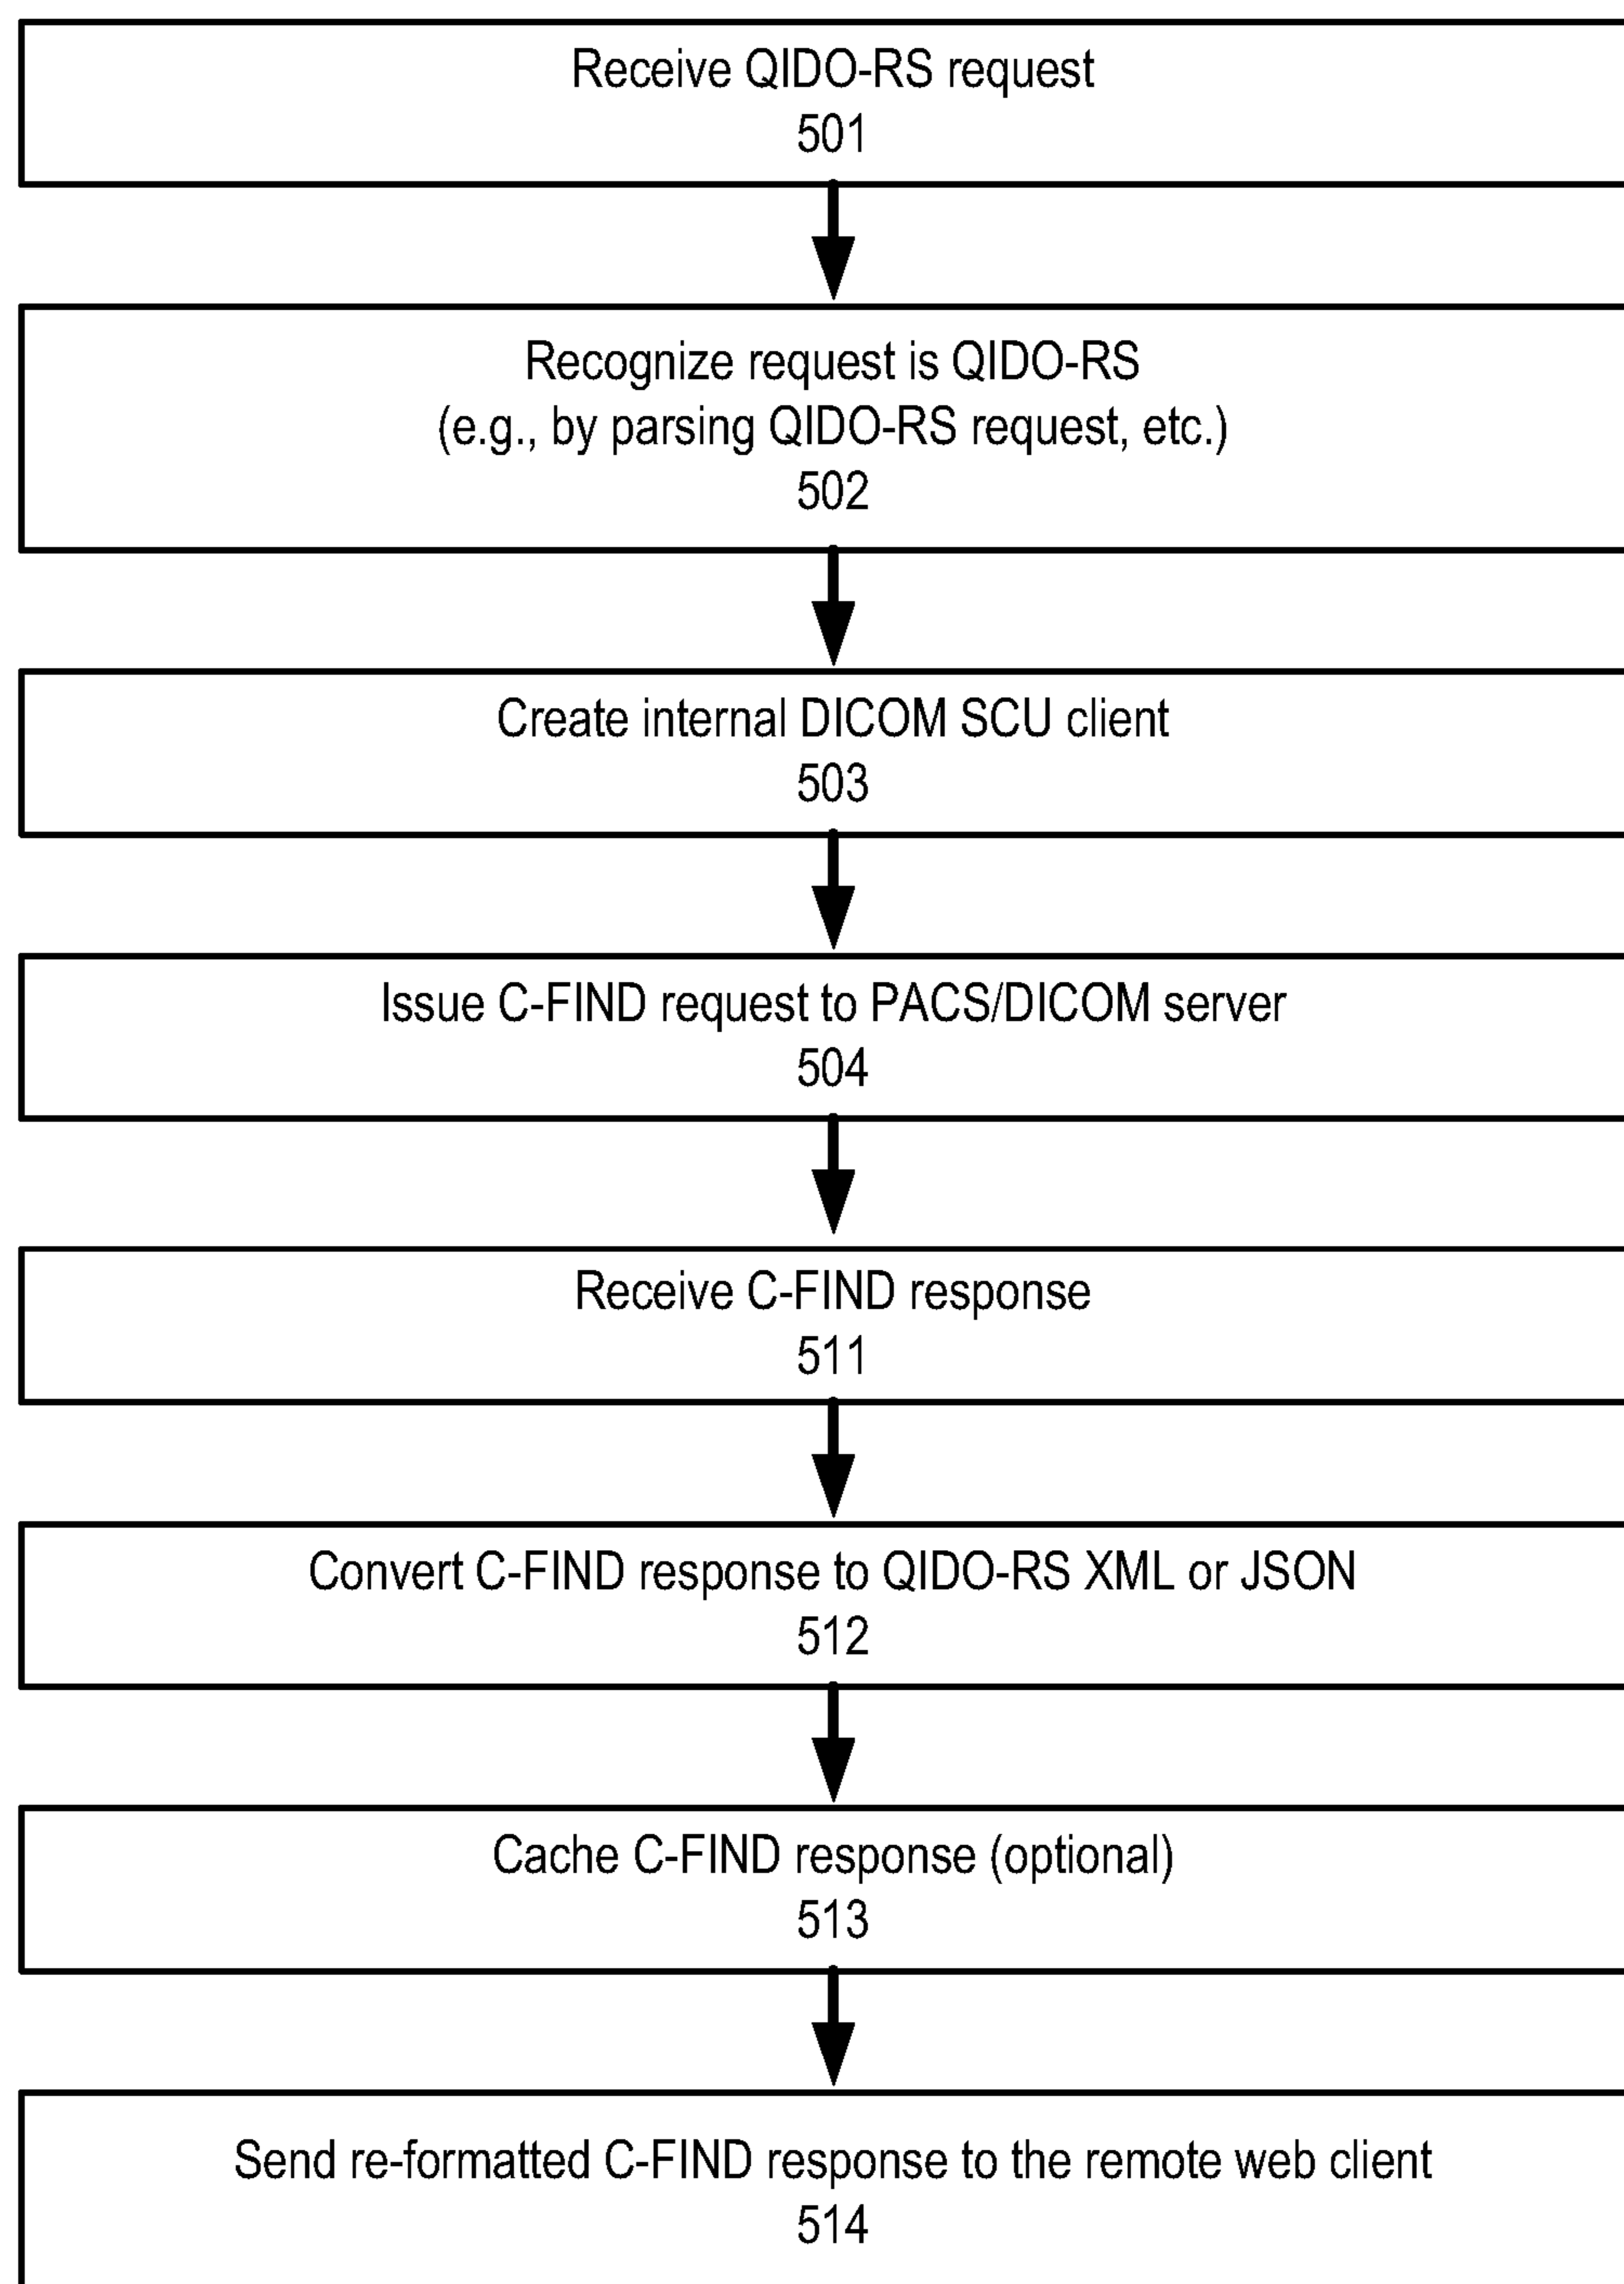 Receive QIDO-RS request
501
Recognize request is QIDO-RS
(e.g., by parsing QIDO-RS request, etc.)
502
Create internal DICOM SCU client
503
Issue C-FIND request to PACS/DICOM server
504
Receive C-FIND response
511
Convert C-FIND response to QIDO-RS XML or JSON
512
Cache C-FIND response (optional)
513
Send re-formatted C-FIND response to the remote web client
514